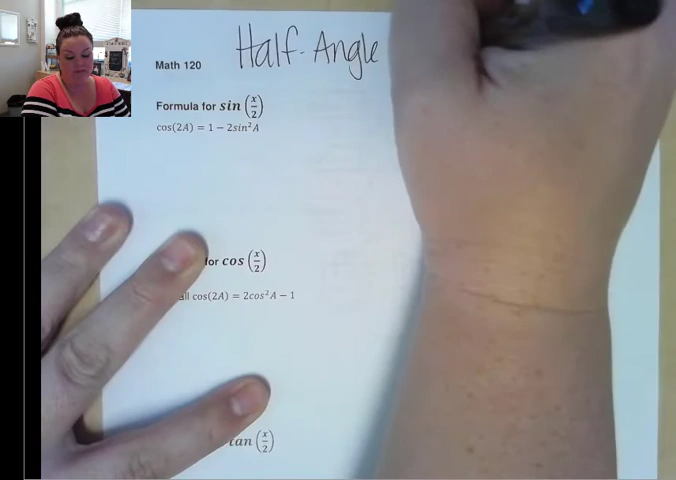 Half-Angle
Math 120
Formula for sin (x/2)
cos(2A) = 1 − 2sin²A
for cos (x/2)
cos(2A) = 2cos²A − 1
tan (x/2)